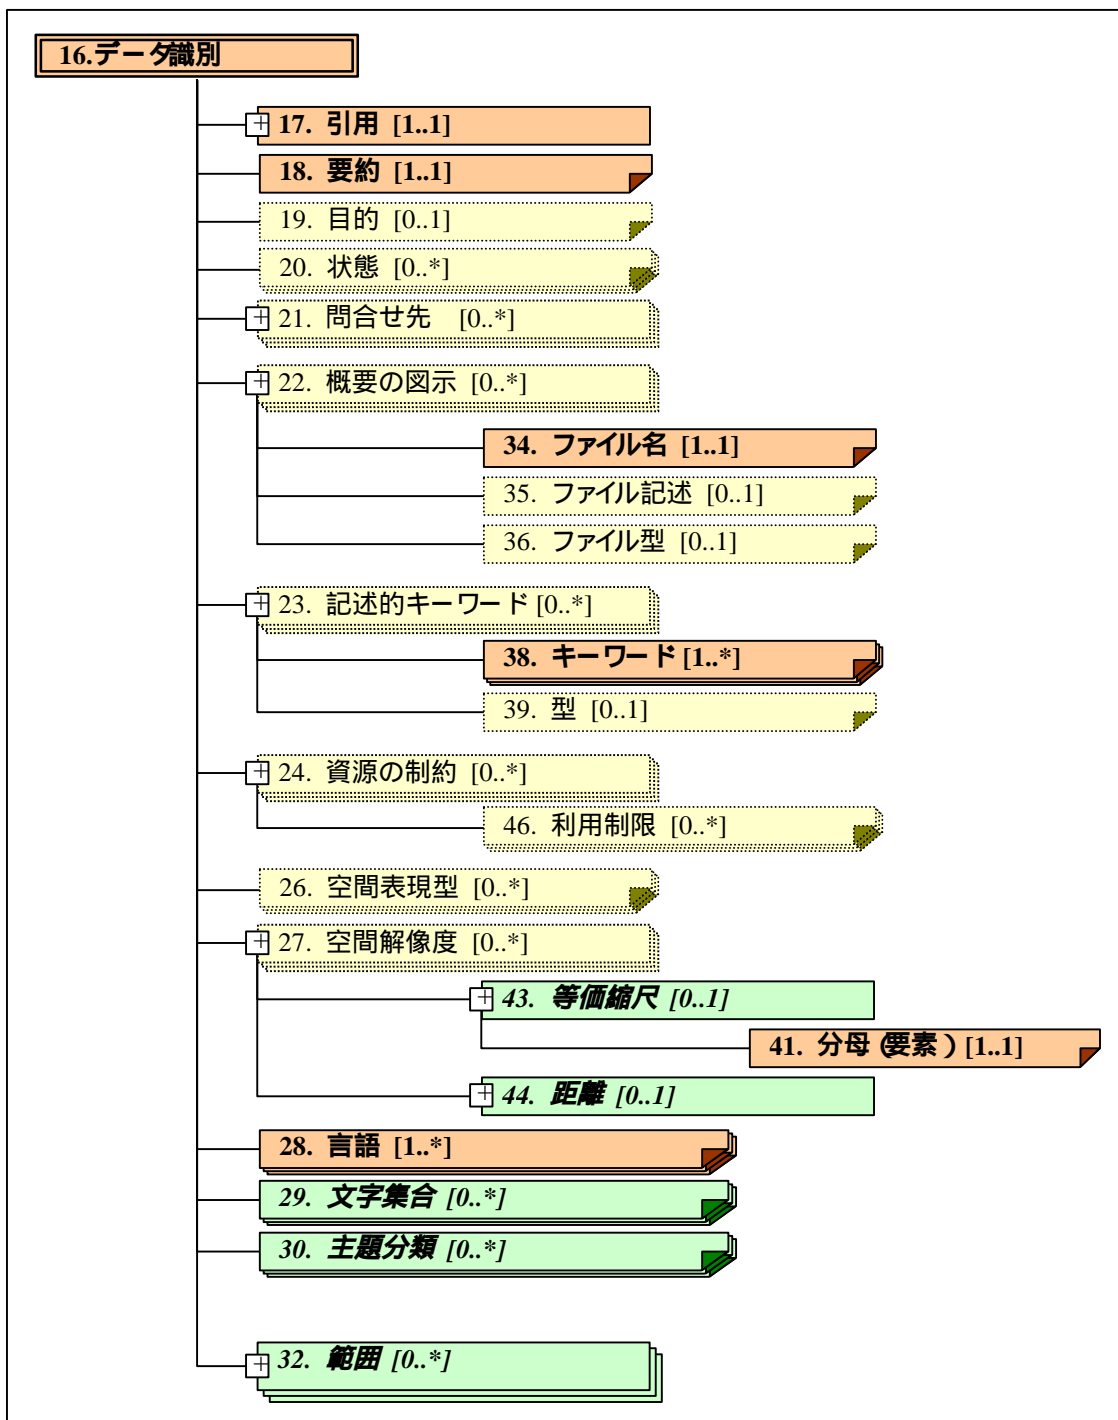 16.データ識別
17. 引用 [1..1]
18. 要約 [1..1]
19. 目的 [0..1]
20. 状態 [0..*]
21. 問合せ先 [0..*]
22. 概要の図示 [0..*]
34. ファイル名 [1..1]
35. ファイル記述 [0..1]
36. ファイル型 [0..1]
23. 記述的キーワード [0..*]
38. キーワード [1..*]
39. 型 [0..1]
24. 資源の制約 [0..*]
46. 利用制限 [0..*]
26. 空間表現型 [0..*]
27. 空間解像度 [0..*]
43. 等価縮尺 [0..1]
41. 分母（要素）[1..1]
44. 距離 [0..1]
28. 言語 [1..*]
29. 文字集合 [0..*]
30. 主題分類 [0..*]
32. 範囲 [0..*]